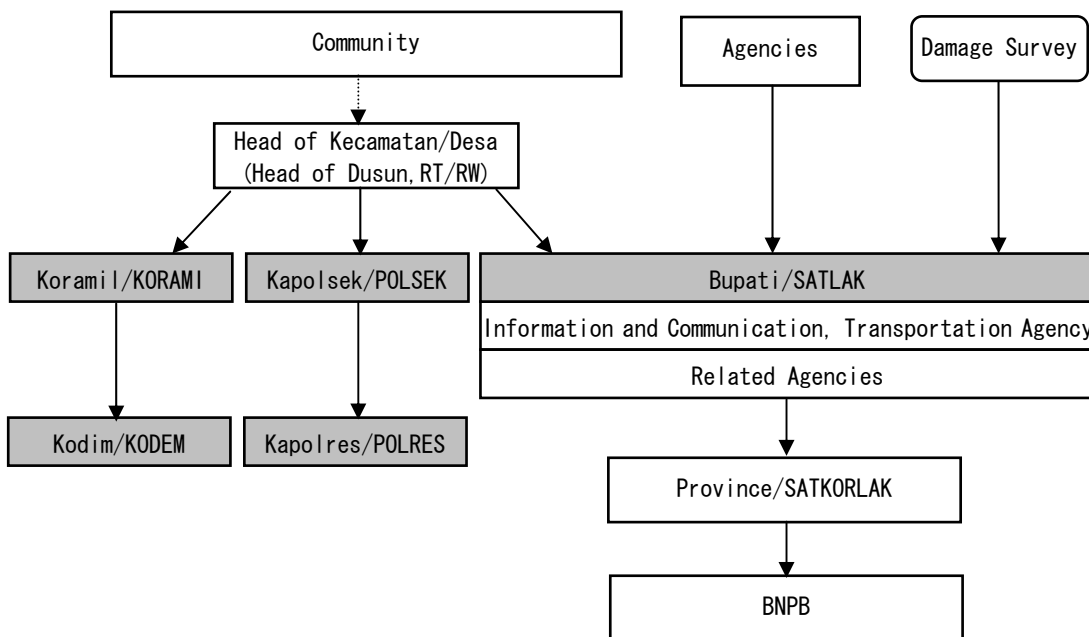 Community
Agencies
Damage Survey
Head of Kecamatan/Desa
(Head of Dusun, RT/RW)
Koramil/KORAMI
Kapolsek/POLSEK
Bupati/SATLAK
Information and Communication, Transportation Agency
Related Agencies
Kodim/KODEM
Kapolres/POLRES
Province/SATKORLAK
BNPB